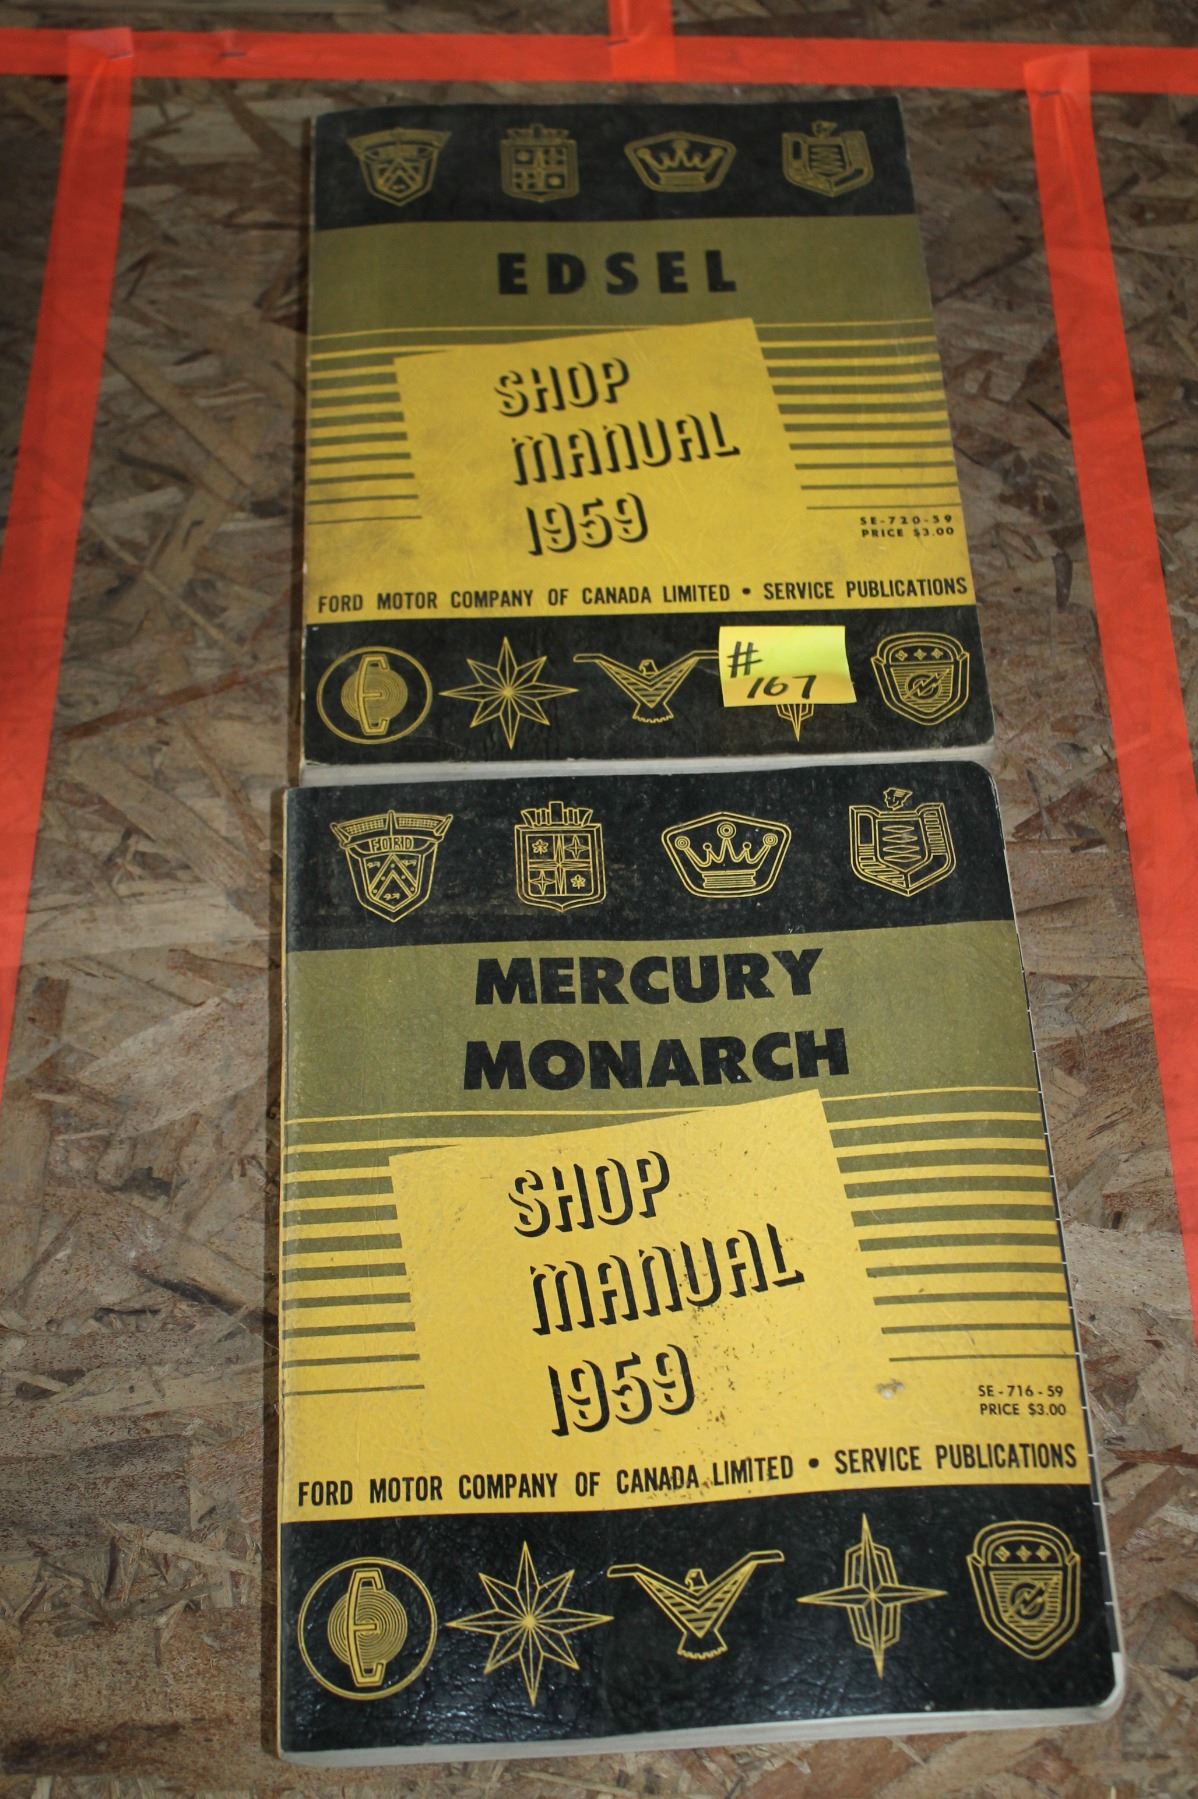 EDSEL
SHOP
MANUAL
1959
SE-720-59
PRICE $3.00
FORD MOTOR COMPANY OF CANADA LIMITED • SERVICE PUBLICATIONS
E
#
167
FORD
MERCURY
MONARCH
SHOP
MANUAL
1959
SE-716-59
PRICE $3.00
FORD MOTOR COMPANY OF CANADA LIMITED • SERVICE PUBLICATIONS
E